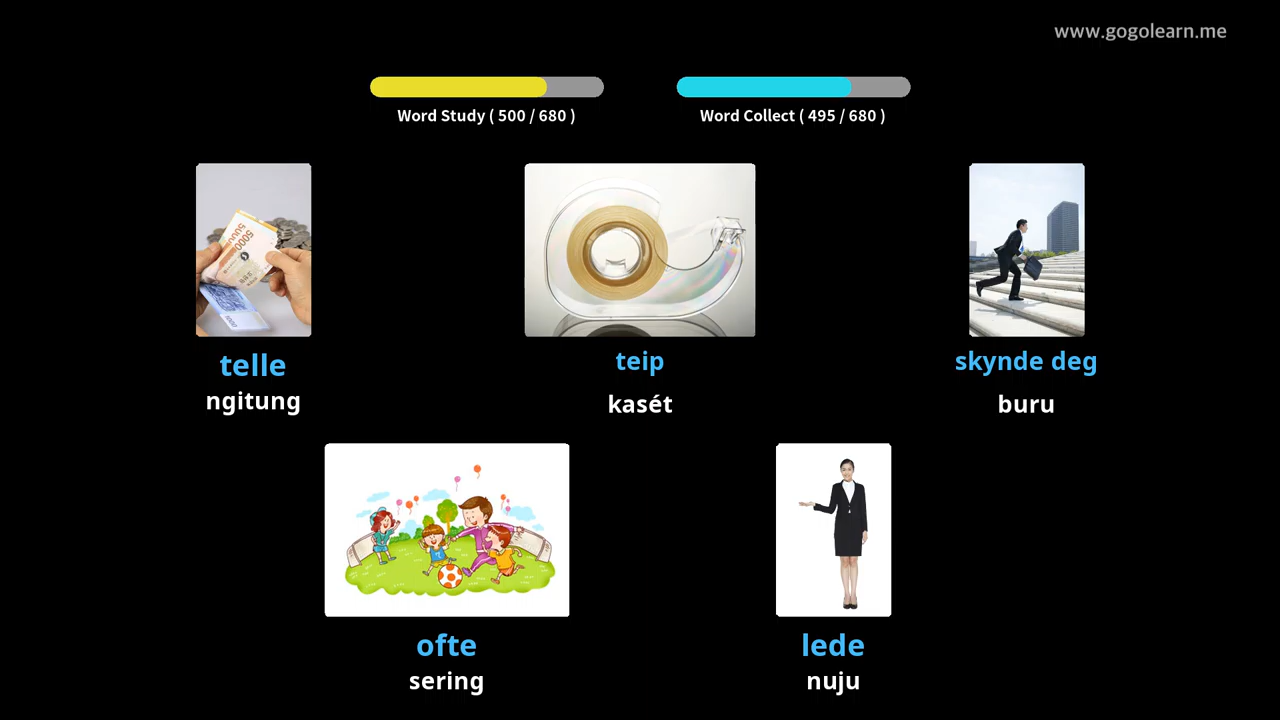 www.gogolearn.me
Word Study ( 500 / 680 )
Word Collect ( 495 / 680 )
telle
ngitung
teip
kasét
skynde deg
buru
ofte
sering
lede
nuju